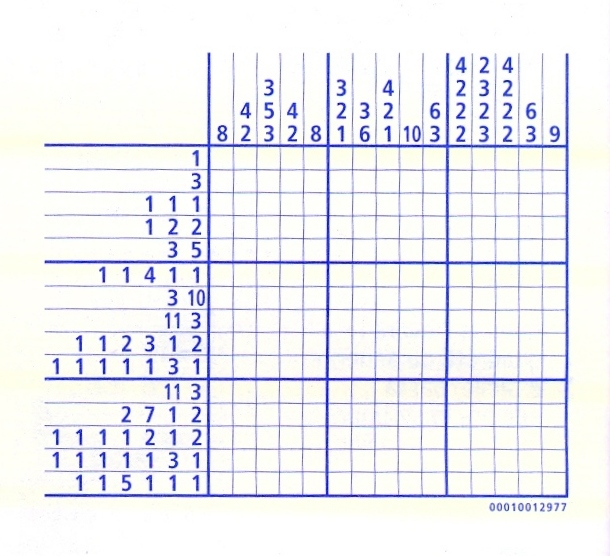 4 2 4
3 3 4 2 3 2
4 5 4 2 3 2 6 2 2 2 6
8 2 3 2 8 1 6 1 10 3 2 3 2 3 9
1
3
1 1 1
1 2 2
3 5
1 1 4 1 1
3 10
11 3
1 1 2 3 1 2
1 1 1 1 1 3 1
11 3
2 7 1 2
1 1 1 1 2 1 2
1 1 1 1 1 3 1
1 1 5 1 1 1
00010012977